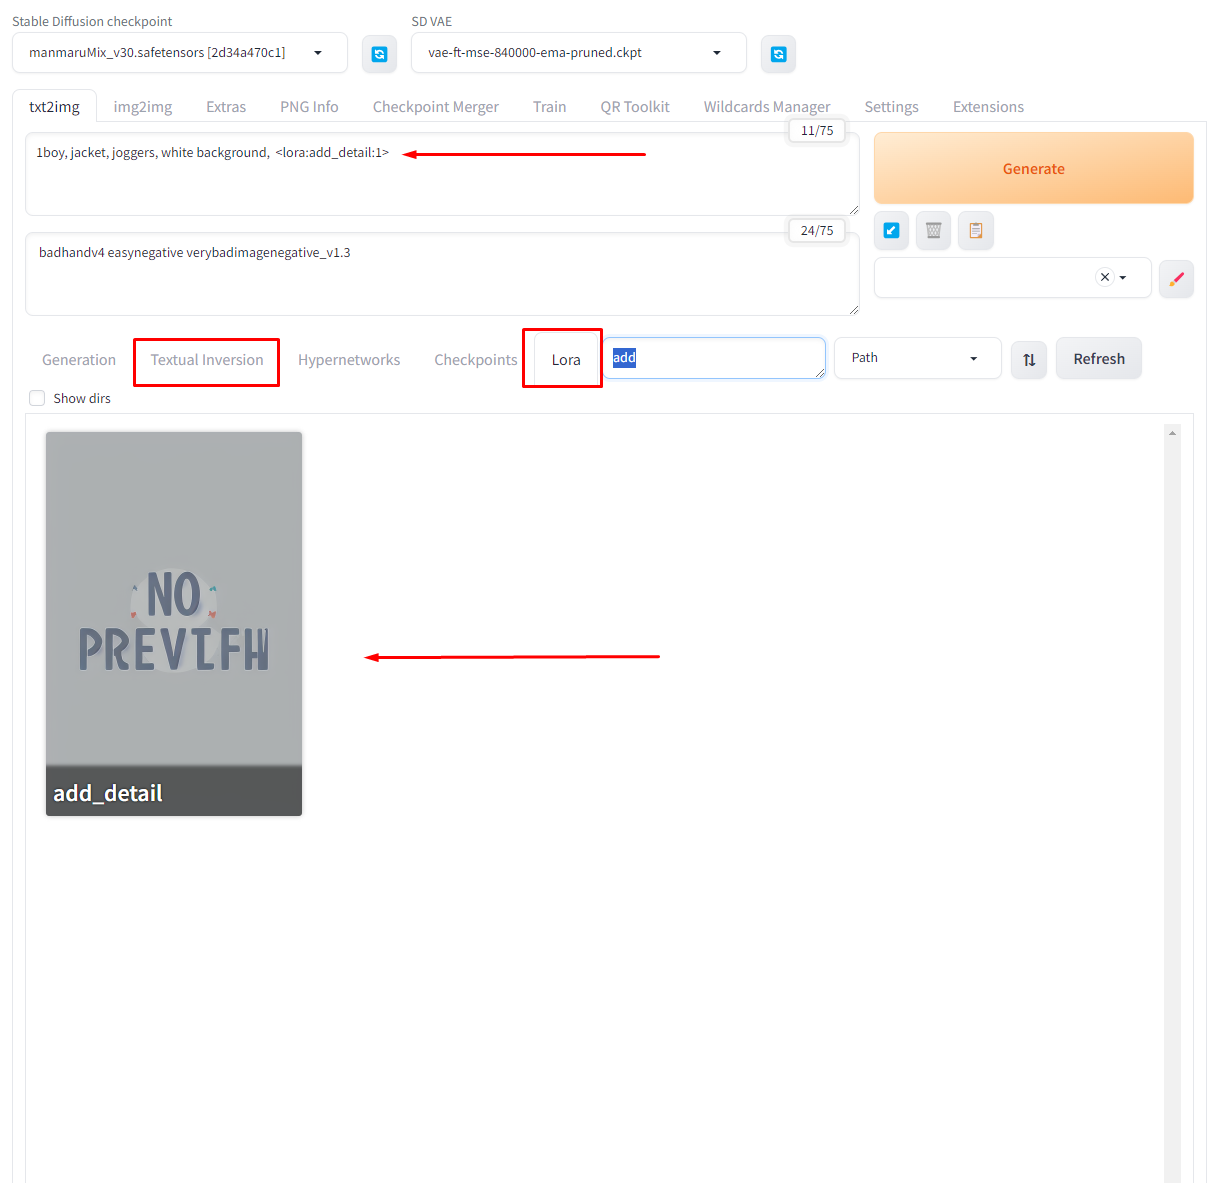 Stable Diffusion checkpoint
SD VAE
manmaruMix_v30.safetensors [2d34a470c1]
vae-ft-mse-840000-ema-pruned.ckpt
txt2img
img2img
Extras
PNG Info
Checkpoint Merger
Train
QR Toolkit
Wildcards Manager
Settings
Extensions
11/75
1boy, jacket, joggers, white background,  <lora:add_detail:1>
Generate
24/75
badhandv4 easynegative verybadimagenegative_v1.3
Generation
Textual Inversion
Hypernetworks
Checkpoints
Lora
add
Path
Refresh
Show dirs
NO
PREVIFW
add_detail